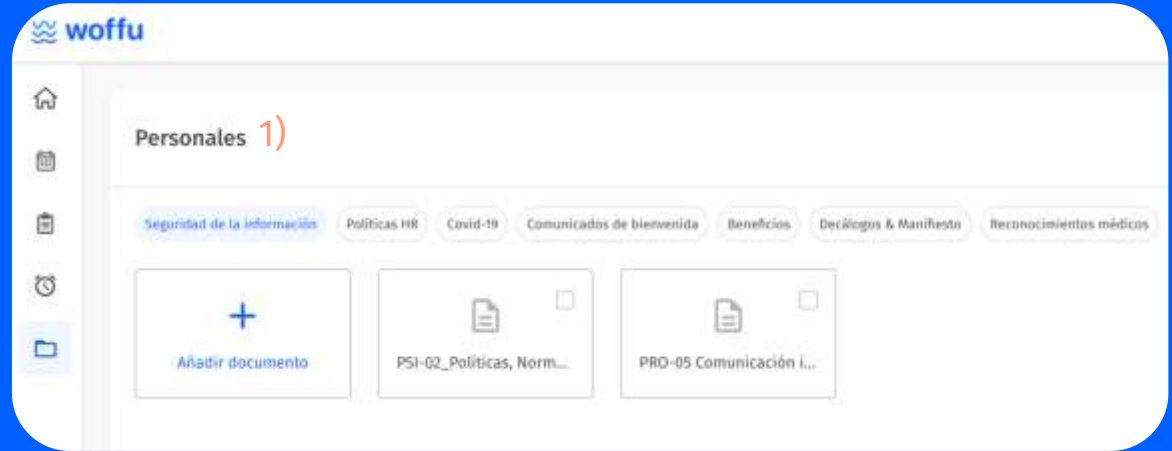 woffu
Personales 1)
Seguridad de la información Políticas HR Covid-19 Comunicados de bienvenida Beneficios Decálogos & Manifiesto Reconocimientos médicos
Añadir documento PSI-02_Políticas, Norm... PRO-05 Comunicación i...